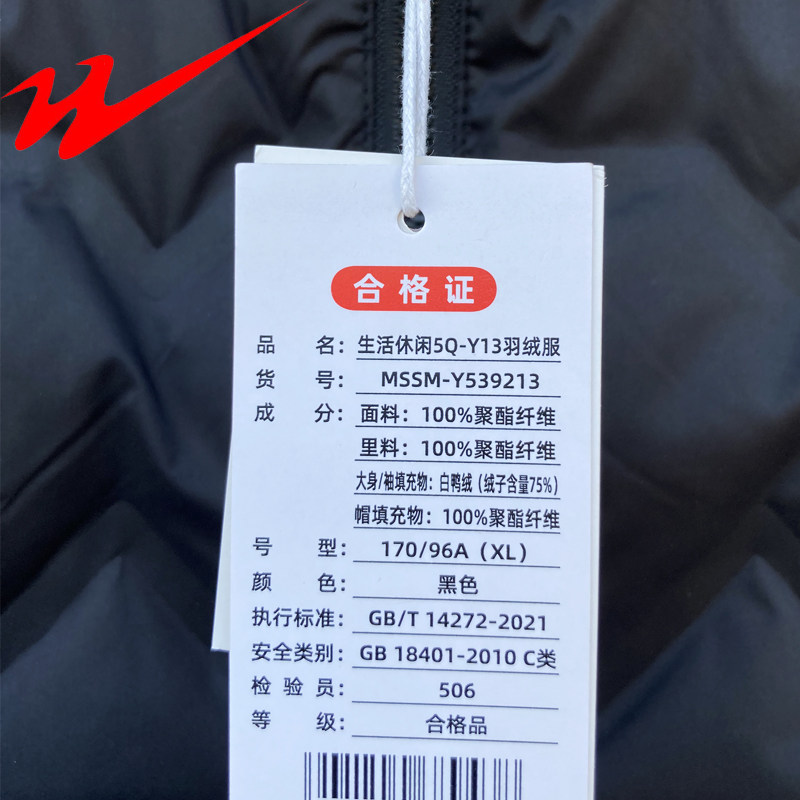 合格证
品名：生活休闲5Q-Y13羽绒服
货号：MSSM-Y539213
成分：面料：100%聚酯纤维
里料：100%聚酯纤维
大身/袖填充物：白鸭绒（绒子含量75%）
帽填充物：100%聚酯纤维
号型：170/96A（XL）
颜色：黑色
执行标准：GB/T 14272-2021
安全类别：GB 18401-2010 C类
检验员：506
等级：合格品